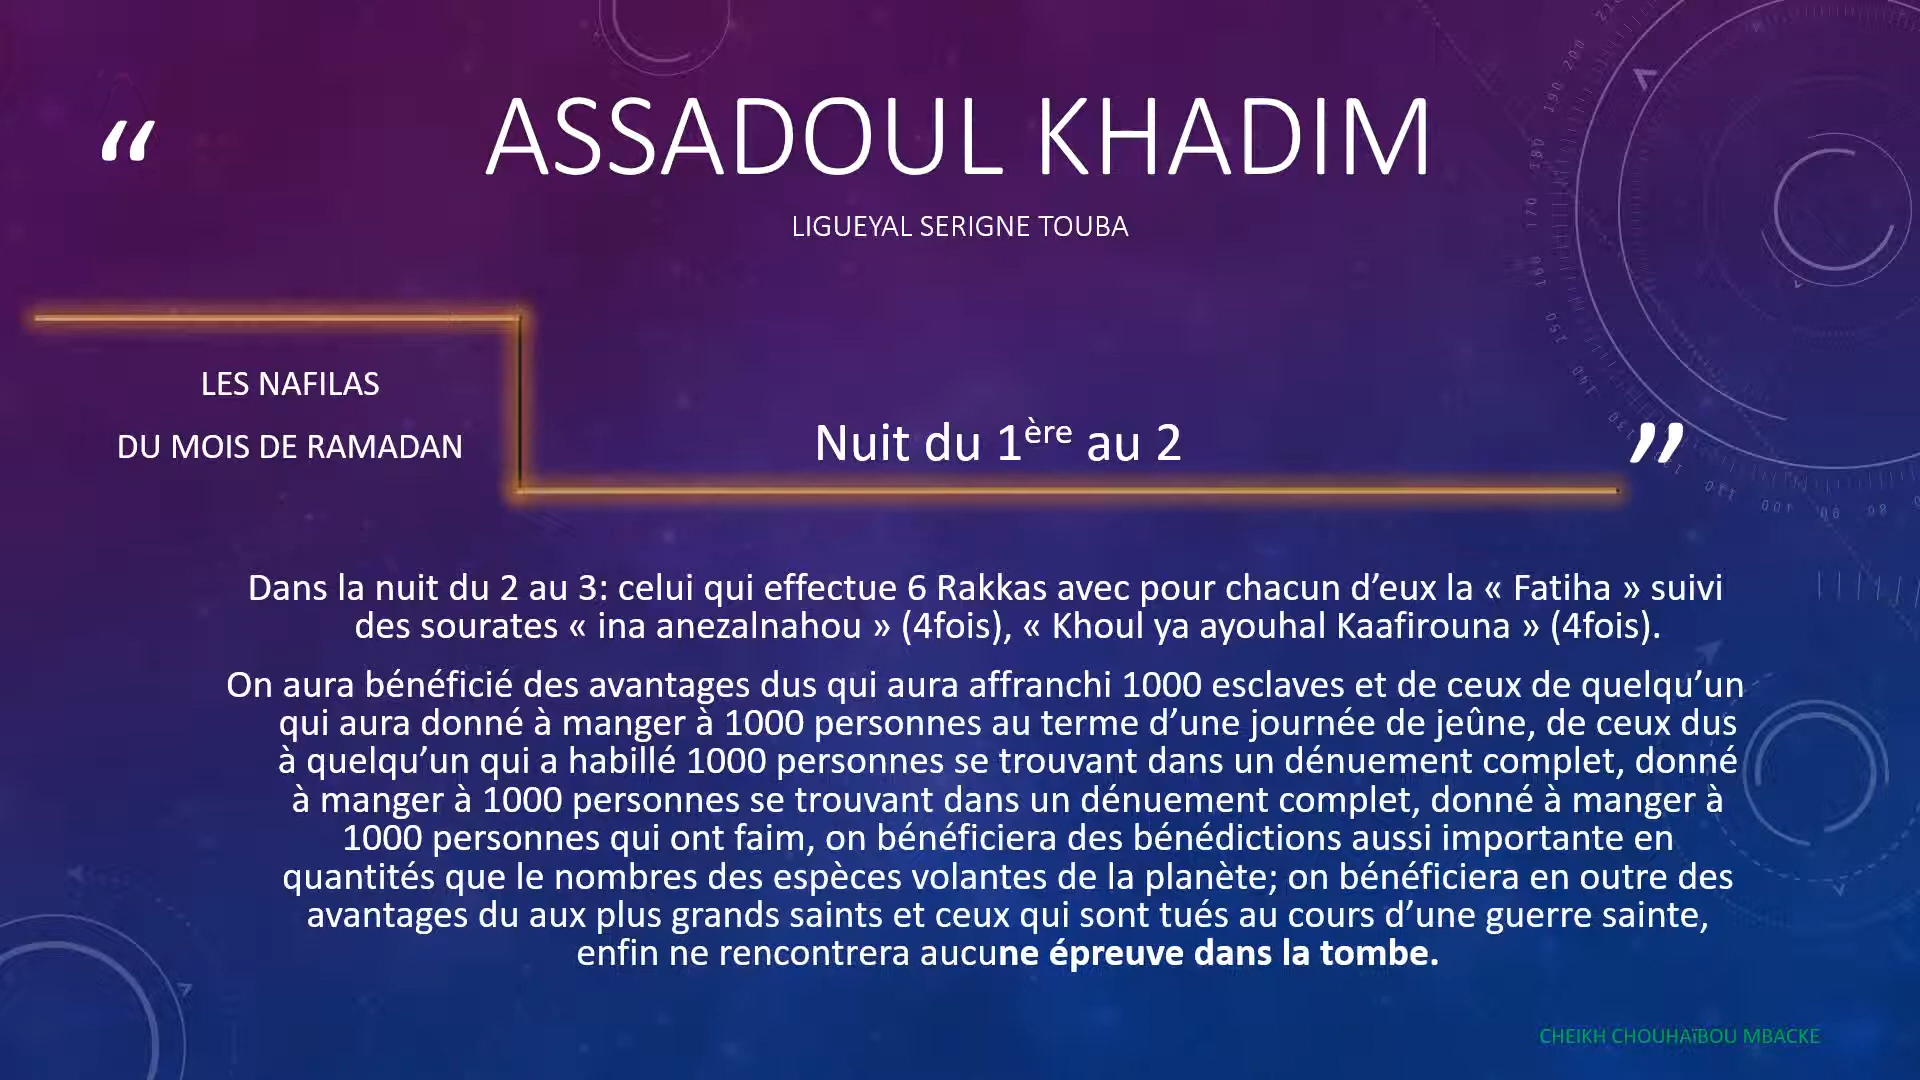 “
ASSADOUL KHADIM
LIGUEYAL SERIGNE TOUBA
LES NAFILAS
DU MOIS DE RAMADAN
Nuit du 1ère au 2
”
Dans la nuit du 2 au 3: celui qui effectue 6 Rakkas avec pour chacun d’eux la « Fatiha » suivi
des sourates « ina anezalnahou » (4fois), « Khoul ya ayouhal Kaafirouna » (4fois).
On aura bénéficié des avantages dus qui aura affranchi 1000 esclaves et de ceux de quelqu’un
qui aura donné à manger à 1000 personnes au terme d’une journée de jeûne, de ceux dus
à quelqu’un qui a habillé 1000 personnes se trouvant dans un dénuement complet, donné
à manger à 1000 personnes se trouvant dans un dénuement complet, donné à manger à
1000 personnes qui ont faim, on bénéficiera des bénédictions aussi importante en
quantités que le nombres des espèces volantes de la planète; on bénéficiera en outre des
avantages du aux plus grands saints et ceux qui sont tués au cours d’une guerre sainte,
enfin ne rencontrera aucune épreuve dans la tombe.
CHEIKH CHOUHAïBOU MBACKE